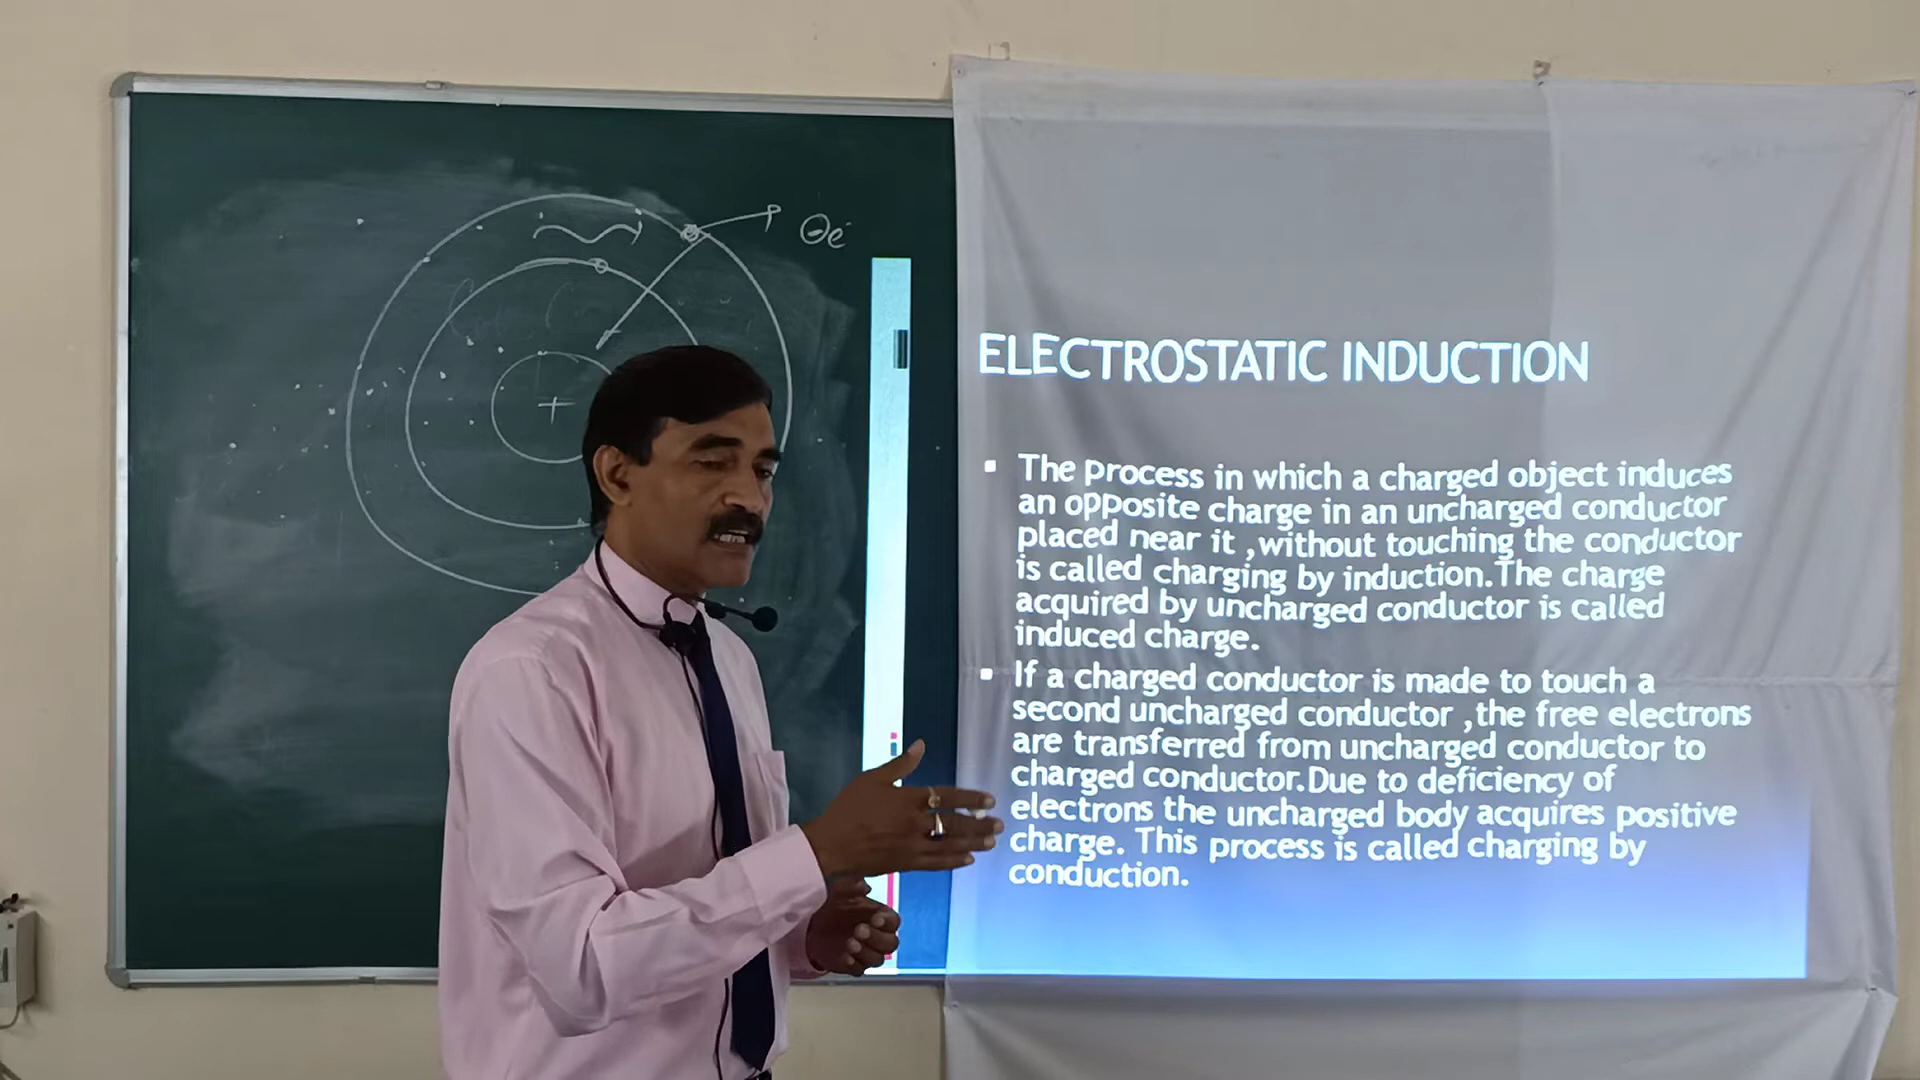 +
⊖e⁻
ELECTROSTATIC INDUCTION
▪ The process in which a charged object induces
an opposite charge in an uncharged conductor
placed near it ,without touching the conductor
is called charging by induction.The charge
acquired by uncharged conductor is called
induced charge.
▪ If a charged conductor is made to touch a
second uncharged conductor ,the free electrons
are transferred from uncharged conductor to
charged conductor.Due to deficiency of
electrons the uncharged body acquires positive
charge. This process is called charging by
conduction.